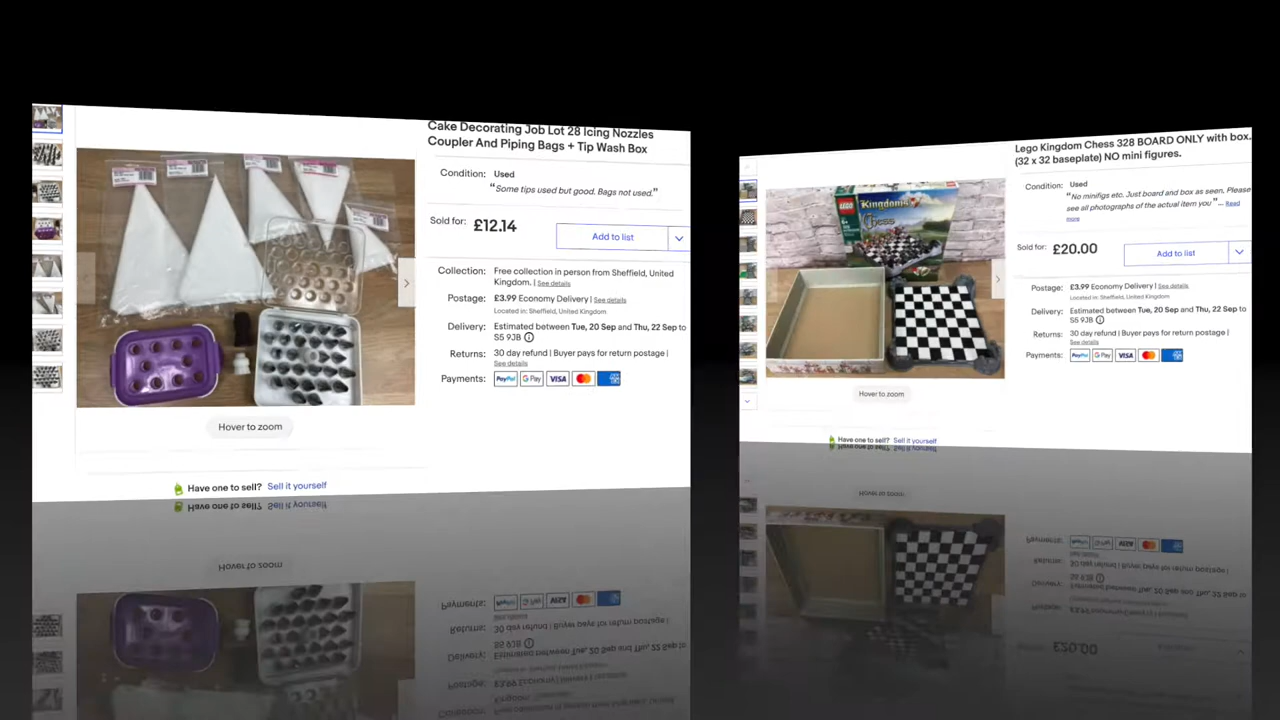 Cake Decorating Job Lot 28 Icing Nozzles
Coupler And Piping Bags + Tip Wash Box
Condition: Used
“Some tips used but good. Bags not used.”
Sold for: £12.14
Add to list
Collection: Free collection in person from Sheffield, United
Kingdom. | See details
Postage: £3.99 Economy Delivery | See details
Located in: Sheffield, United Kingdom
Delivery: Estimated between Tue, 20 Sep and Thu, 22 Sep to
S5 9JB
Returns: 30 day refund | Buyer pays for return postage |
See details
Payments: PayPal G Pay VISA
Hover to zoom
Have one to sell? Sell it yourself
Lego Kingdom Chess 328 BOARD ONLY with box.
(32 x 32 baseplate) NO mini figures.
Condition: Used
“No minifigs etc. Just board and box as seen. Please
see all photographs of the actual item you”... Read
more
Sold for: £20.00
Add to list
Postage: £3.99 Economy Delivery | See details
Located in: Sheffield, United Kingdom
Delivery: Estimated between Tue, 20 Sep and Thu, 22 Sep to
S5 9JB
Returns: 30 day refund | Buyer pays for return postage |
See details
Payments: PayPal G Pay VISA
LEGO
Kingdoms
Chess
Hover to zoom
Have one to sell? Sell it yourself